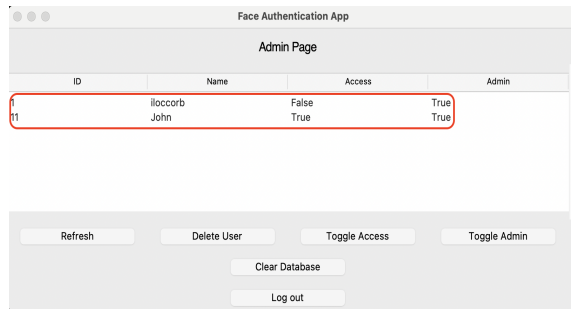 Face Authentication App
Admin Page
ID Name Access Admin
1 iloccorb False True
11 John True True
Refresh Delete User Toggle Access Toggle Admin
Clear Database
Log out